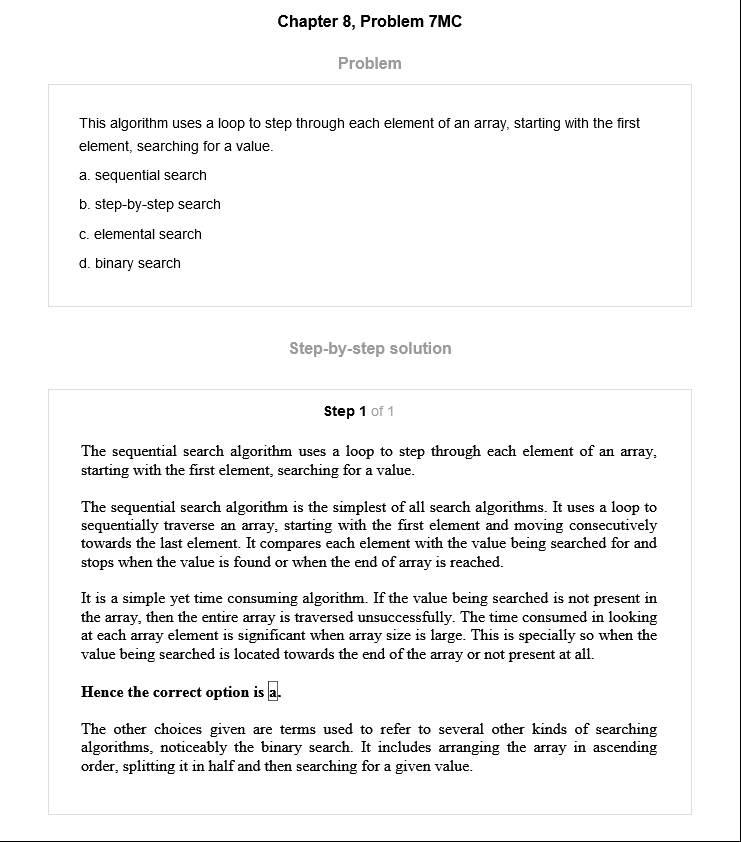 Chapter 8, Problem 7MC
Problem
This algorithm uses a loop to step through each element of an array, starting with the first
element, searching for a value.
a. sequential search
b. step-by-step search
c. elemental search
d. binary search
Step-by-step solution
Step 1 of 1
The sequential search algorithm uses a loop to step through each element of an array,
starting with the first element, searching for a value.
The sequential search algorithm is the simplest of all search algorithms. It uses a loop to
sequentially traverse an array, starting with the first element and moving consecutively
towards the last element. It compares each element with the value being searched for and
stops when the value is found or when the end of array is reached.
It is a simple yet time consuming algorithm. If the value being searched is not present in
the array, then the entire array is traversed unsuccessfully. The time consumed in looking
at each array element is significant when array size is large. This is specially so when the
value being searched is located towards the end of the array or not present at all.
Hence the correct option is a.
The other choices given are terms used to refer to several other kinds of searching
algorithms, noticeably the binary search. It includes arranging the array in ascending
order, splitting it in half and then searching for a given value.